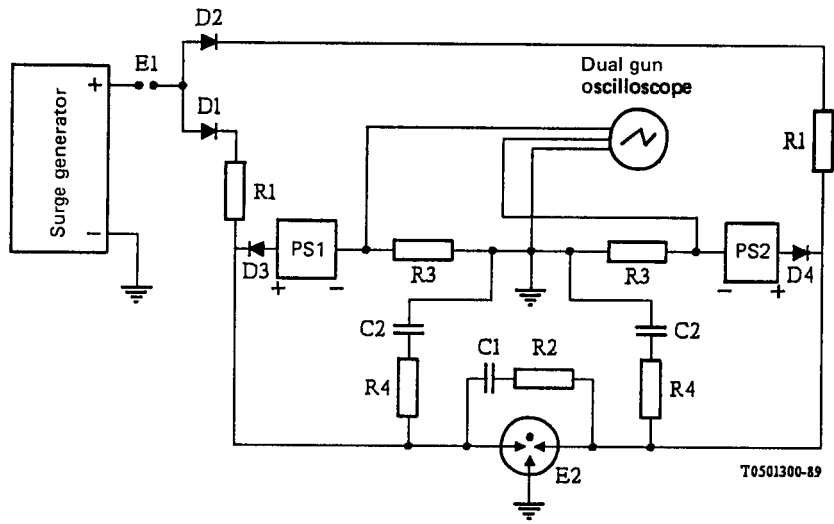 D2
E1
+
D1
Surge generator
−
Dual gun
oscilloscope
R1
R1
PS1
D3
+
−
R3
R3
PS2
−
+
D4
C2
R4
C1
R2
C2
R4
E2
T0501300-89